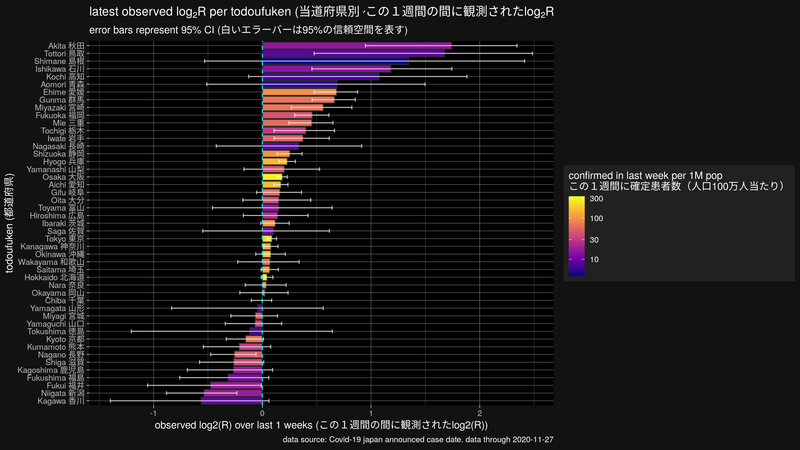 latest observed log2R per todoufuken (当道府県別 この１週間の間に観測されたlog2R
error bars represent 95% CI (白いエラーバーは95%の信頼空間を表す)
todoufuken (都道府県)
Akita 秋田
Tottori 鳥取
Shimane 島根
Ishikawa 石川
Kochi 高知
Aomori 青森
Ehime 愛媛
Gunma 群馬
Miyazaki 宮崎
Fukuoka 福岡
Mie 三重
Tochigi 栃木
Iwate 岩手
Nagasaki 長崎
Shizuoka 静岡
Hyogo 兵庫
Yamanashi 山梨
Osaka 大阪
Aichi 愛知
Gifu 岐阜
Oita 大分
Toyama 富山
Hiroshima 広島
Ibaraki 茨城
Saga 佐賀
Tokyo 東京
Kanagawa 神奈川
Okinawa 沖縄
Wakayama 和歌山
Saitama 埼玉
Hokkaido 北海道
Nara 奈良
Okayama 岡山
Chiba 千葉
Yamagata 山形
Miyagi 宮城
Yamaguchi 山口
Tokushima 徳島
Kyoto 京都
Kumamoto 熊本
Nagano 長野
Shiga 滋賀
Kagoshima 鹿児島
Fukushima 福島
Fukui 福井
Niigata 新潟
Kagawa 香川
-1 0 1 2
observed log2(R) over last 1 weeks (この１週間の間に観測されたlog2(R))
data source: Covid-19 japan announced case date. data through 2020-11-27
confirmed in last week per 1M pop
この１週間に確定患者数（人口100万人当たり）
300
100
30
10